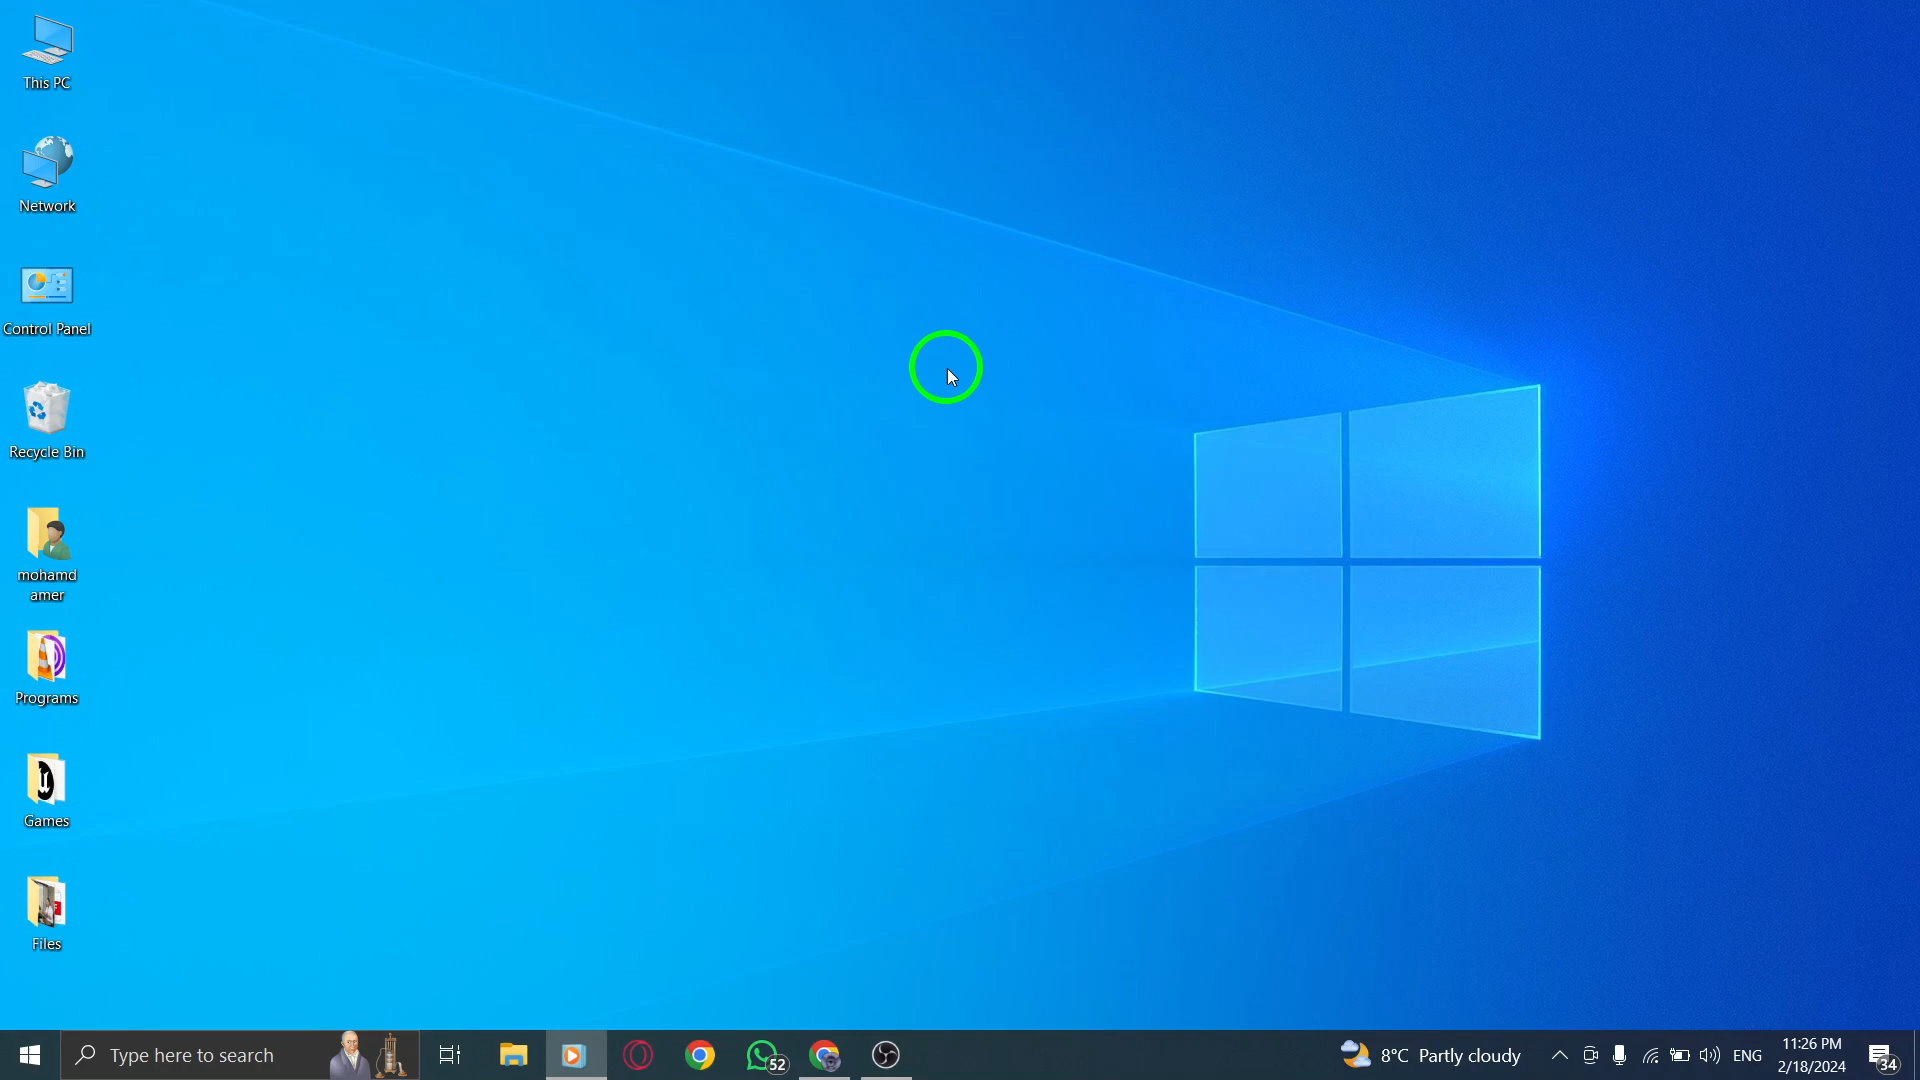 This PC
Network
Control Panel
Recycle Bin
mohamd
amer
Programs
Games
Files
Type here to search
52
8°C Partly cloudy
ENG
11:26 PM
2/18/2024
34